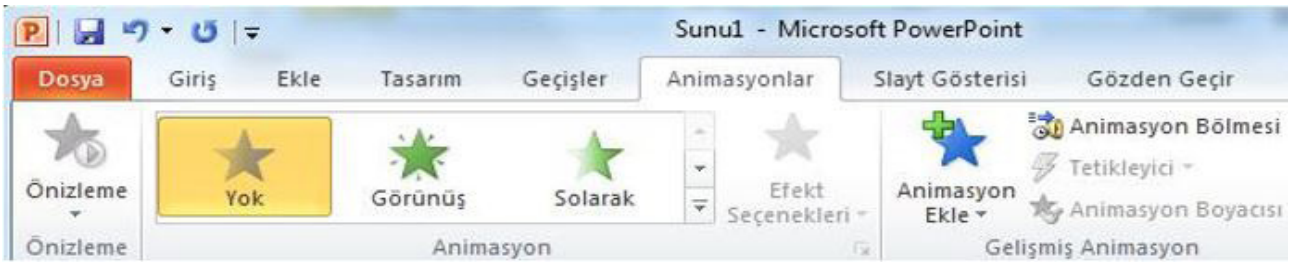 Sunu1 - Microsoft PowerPoint
Dosya Giriş Ekle Tasarım Geçişler Animasyonlar Slayt Gösterisi Gözden Geçir
Önizleme
Yok Görünüş Solarak
Efekt Seçenekleri
Animasyon Ekle
Animasyon Bölmesi
Tetikleyici
Animasyon Boyacısı
Önizleme Animasyon Gelişmiş Animasyon